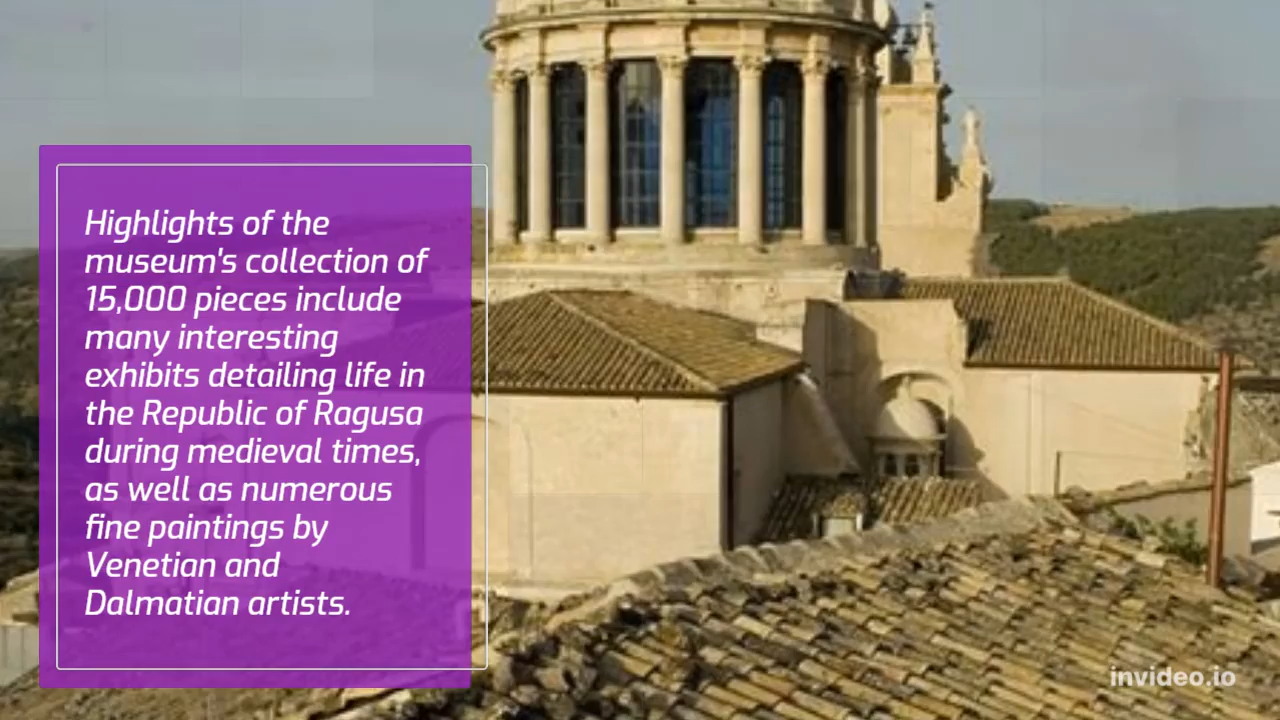 Highlights of the
museum's collection of
15,000 pieces include
many interesting
exhibits detailing life in
the Republic of Ragusa
during medieval times,
as well as numerous
fine paintings by
Venetian and
Dalmatian artists.
invideo.io